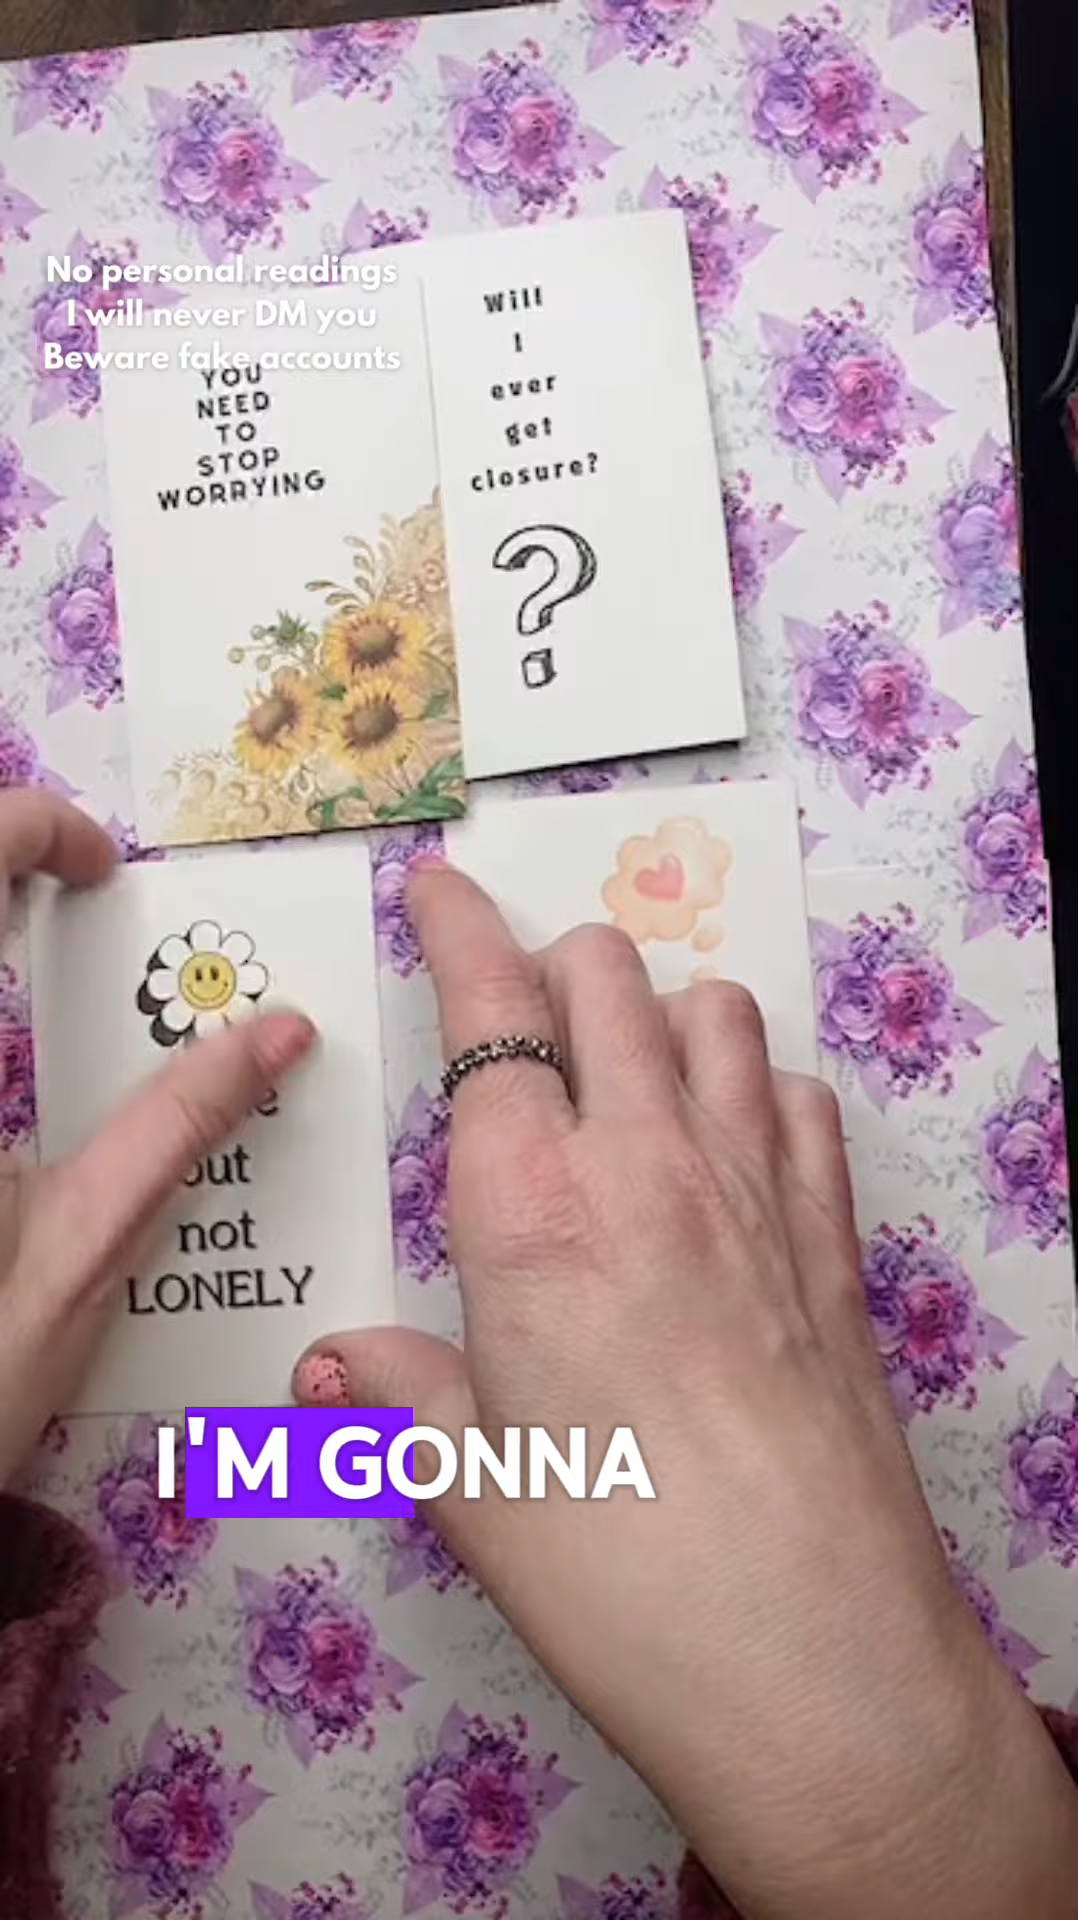 No personal readings
I will never DM you
Beware fake accounts
YOU
NEED
TO
STOP
WORRYING
Will
I
ever
get
closure?
?
but
not
LONELY
I'M GONNA